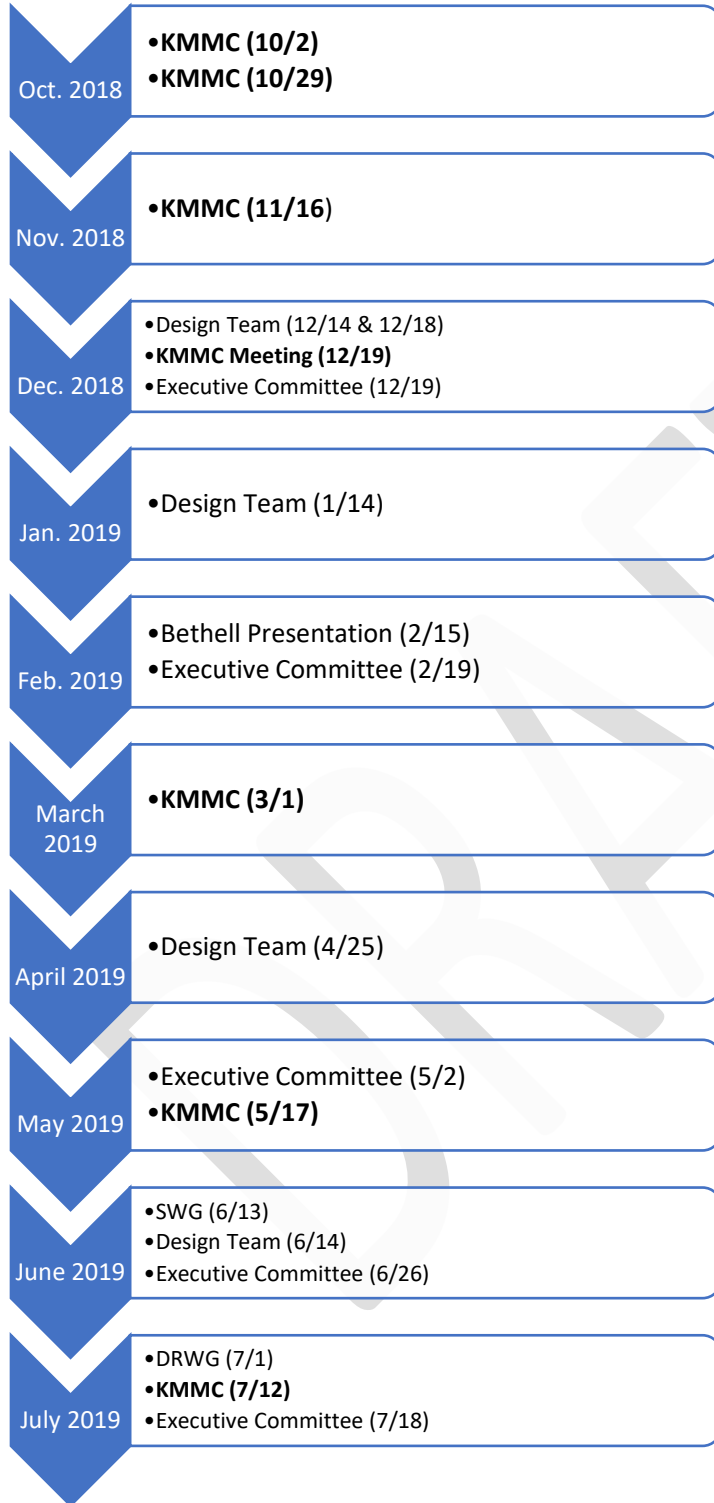 Oct. 2018
•KMMC (10/2)
•KMMC (10/29)
Nov. 2018
•KMMC (11/16)
Dec. 2018
•Design Team (12/14 & 12/18)
•KMMC Meeting (12/19)
•Executive Committee (12/19)
Jan. 2019
•Design Team (1/14)
Feb. 2019
•Bethell Presentation (2/15)
•Executive Committee (2/19)
March
2019
•KMMC (3/1)
April 2019
•Design Team (4/25)
May 2019
•Executive Committee (5/2)
•KMMC (5/17)
June 2019
•SWG (6/13)
•Design Team (6/14)
•Executive Committee (6/26)
July 2019
•DRWG (7/1)
•KMMC (7/12)
•Executive Committee (7/18)
DRAFT